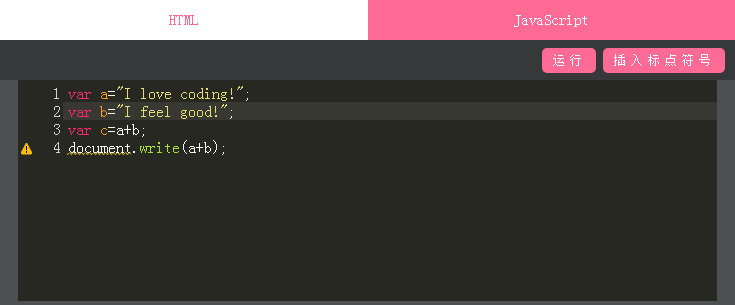 HTML
JavaScript
运行
插入标点符号
1 var a="I love coding!";
2 var b="I feel good!";
3 var c=a+b;
4 document.write(a+b);